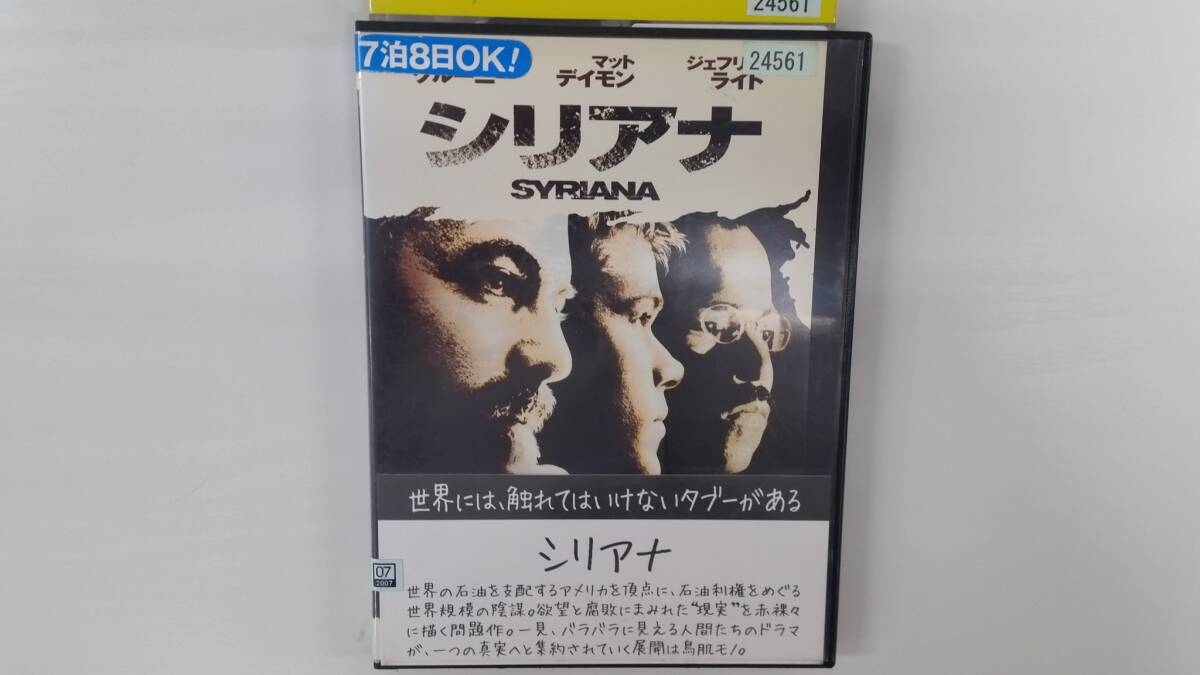 24561
7泊8日OK!
24561
マット
デイモン
ジェフリ
ライト
シリアナ
SYRIANA
世界には、触れてはいけないタブーがある
シリアナ
世界の石油を支配するアメリカを頂点に、石油利権をめぐる
世界規模の陰謀。欲望と腐敗にまみれた“現実”を赤裸々
に描く問題作。一見、バラバラに見える人間たちのドラマ
が、一つの真実へと集約されていく展開は鳥肌モノ。
07
2007